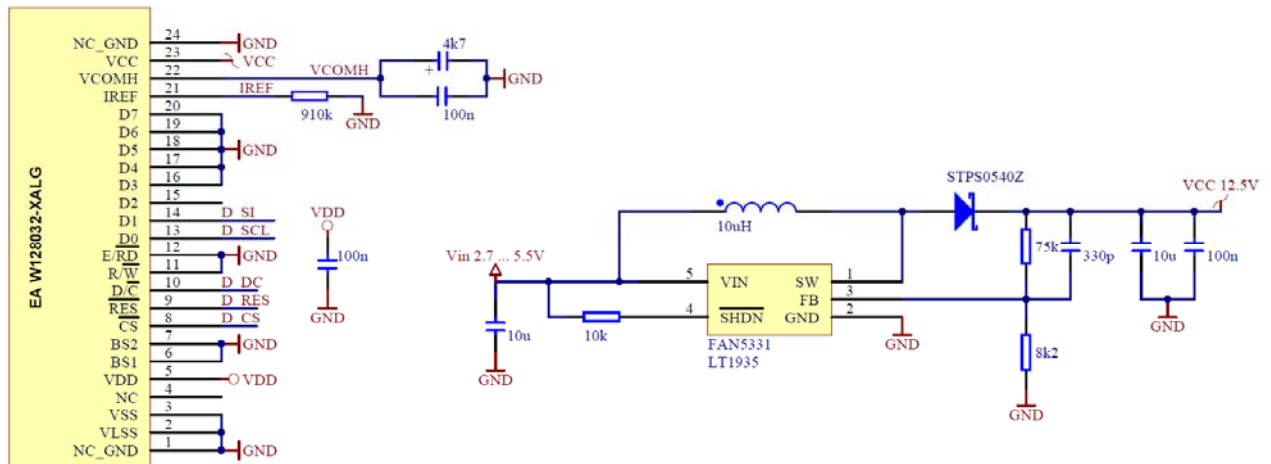 EA W128032-XALG
NC_GND 24 GND
VCC 23 VCC
VCOMH 22 VCOMH
IREF 21 IREF
D7 20
D6 19
D5 18 GND
D4 17
D3 16
D2 15
D1 14 D_SI
D0 13 D_SCL
E/RD 12 GND
R/W 11
D/C 10 D_DC
RES 9 D_RES
CS 8 D_CS
BS2 7 GND
BS1 6
VDD 5 VDD
NC 4
VSS 3
VLSS 2
NC_GND 1 GND
4k7
+
100n
GND
910k
GND
VDD
100n
GND
Vin 2.7 ... 5.5V
10u
GND
10k
10uH
5 VIN SW 1
FB 3
4 SHDN GND 2
FAN5331
LT1935
GND
STPS0540Z
VCC 12.5V
75k
330p
10u
100n
GND
8k2
GND